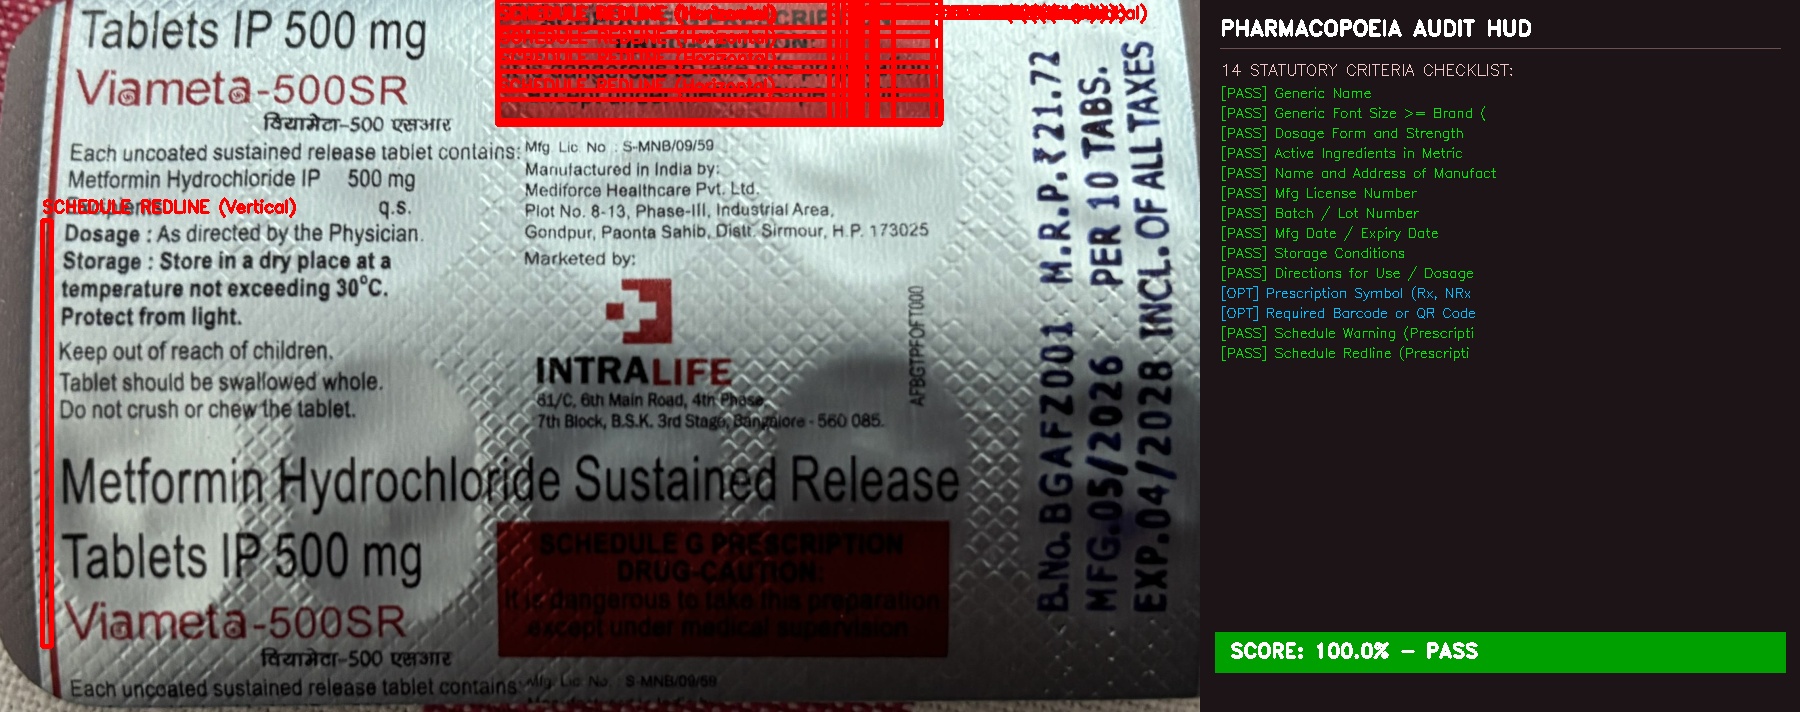 Tablets IP 500 mg
Viameta-500SR
वियामेटा-500 एसआर
Each uncoated sustained release tablet contains:
Metformin Hydrochloride IP 500 mg
q.s.
SCHEDULE REDLINE (Vertical)
Dosage : As directed by the Physician.
Storage : Store in a dry place at a
temperature not exceeding 30°C.
Protect from light.
Keep out of reach of children.
Tablet should be swallowed whole.
Do not crush or chew the tablet.
Mfg. Lic. No. : S-MNB/09/59
Manufactured in India by:
Mediforce Healthcare Pvt. Ltd.
Plot No. 8-13, Phase-III, Industrial Area,
Gondpur, Paonta Sahib, Distt. Sirmour, H.P. 173025
Marketed by:
INTRALIFE
61/C, 6th Main Road, 4th Phase,
7th Block, B.S.K. 3rd Stage, Bangalore - 560 085.
AFBGTPFOFT000
Metformin Hydrochloride Sustained Release
Tablets IP 500 mg
Viameta-500SR
वियामेटा-500 एसआर
Each uncoated sustained release tablet contains
SCHEDULE G PRESCRIPTION
DRUG-CAUTION:
It is dangerous to take this preparation
except under medical supervision
Mfg. Lic. No. : S-MNB/09/59
B.No.BGAFZ001 M.R.P.₹21.72
MFG.05/2026 PER 10 TABS.
EXP.04/2028 INCL.OF ALL TAXES
PHARMACOPOEIA AUDIT HUD
14 STATUTORY CRITERIA CHECKLIST:
[PASS] Generic Name
[PASS] Generic Font Size >= Brand (
[PASS] Dosage Form and Strength
[PASS] Active Ingredients in Metric
[PASS] Name and Address of Manufact
[PASS] Mfg License Number
[PASS] Batch / Lot Number
[PASS] Mfg Date / Expiry Date
[PASS] Storage Conditions
[PASS] Directions for Use / Dosage
[OPT] Prescription Symbol (Rx, NRx
[OPT] Required Barcode or QR Code
[PASS] Schedule Warning (Prescripti
[PASS] Schedule Redline (Prescripti
SCORE: 100.0% - PASS